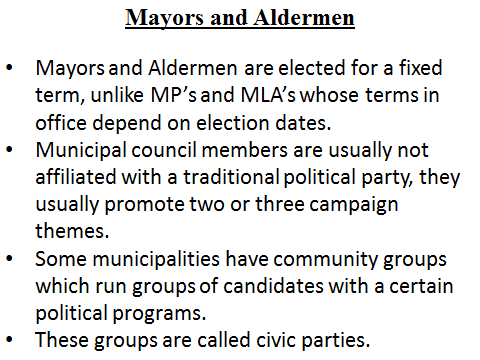 Mayors and Aldermen
• Mayors and Aldermen are elected for a fixed
term, unlike MP's and MLA's whose terms in
office depend on election dates.
• Municipal council members are usually not
affiliated with a traditional political party, they
usually promote two or three campaign
themes.
• Some municipalities have community groups
which run groups of candidates with a certain
political programs.
• These groups are called civic parties.